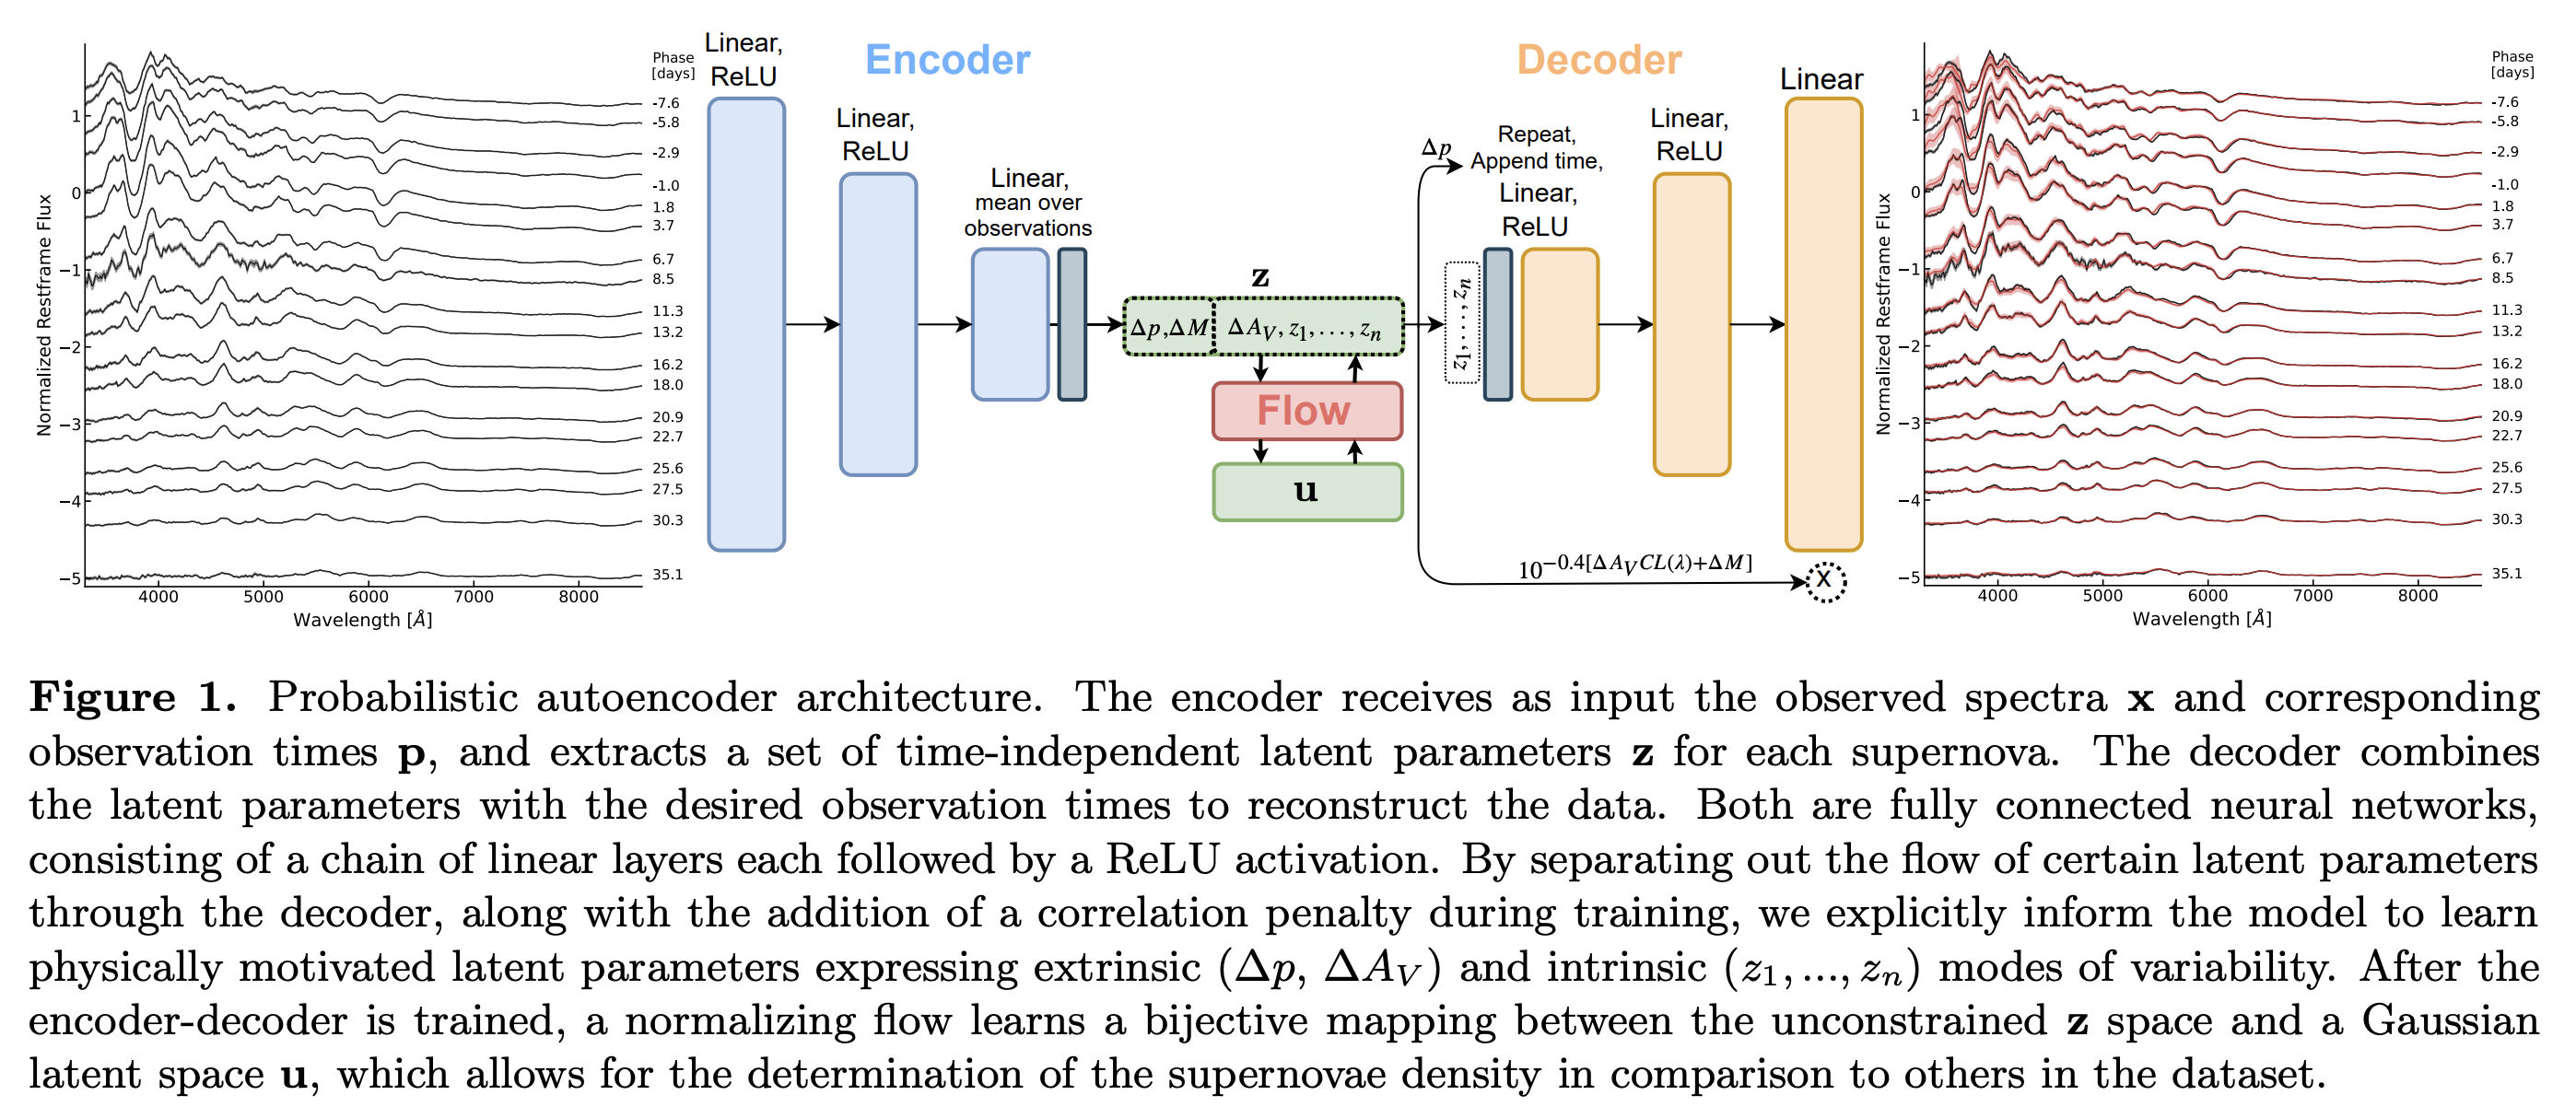 Phase
[days]
-7.6
-5.8
-2.9
-1.0
1.8
3.7
6.7
8.5
11.3
13.2
16.2
18.0
20.9
22.7
25.6
27.5
30.3
35.1
1
0
−1
−2
−3
−4
−5
Normalized Restframe Flux
4000 5000 6000 7000 8000
Wavelength [Å]
Linear,
ReLU
Encoder
Linear,
ReLU
Linear,
mean over
observations
z
Δp,ΔM ΔA_V, z_1, . . . , z_n
Flow
u
Decoder
Δp
Repeat,
Append time,
Linear,
ReLU
z_1, . . . , z_n
Linear,
ReLU
Linear
10^{−0.4[ΔA_V CL(λ)+ΔM]}
X
Phase
[days]
-7.6
-5.8
-2.9
-1.0
1.8
3.7
6.7
8.5
11.3
13.2
16.2
18.0
20.9
22.7
25.6
27.5
30.3
35.1
1
0
−1
−2
−3
−4
−5
Normalized Restframe Flux
4000 5000 6000 7000 8000
Wavelength [Å]
Figure 1. Probabilistic autoencoder architecture. The encoder receives as input the observed spectra x and corresponding
observation times p, and extracts a set of time-independent latent parameters z for each supernova. The decoder combines
the latent parameters with the desired observation times to reconstruct the data. Both are fully connected neural networks,
consisting of a chain of linear layers each followed by a ReLU activation. By separating out the flow of certain latent parameters
through the decoder, along with the addition of a correlation penalty during training, we explicitly inform the model to learn
physically motivated latent parameters expressing extrinsic (Δp, ΔA_V) and intrinsic (z_1, ..., z_n) modes of variability. After the
encoder-decoder is trained, a normalizing flow learns a bijective mapping between the unconstrained z space and a Gaussian
latent space u, which allows for the determination of the supernovae density in comparison to others in the dataset.